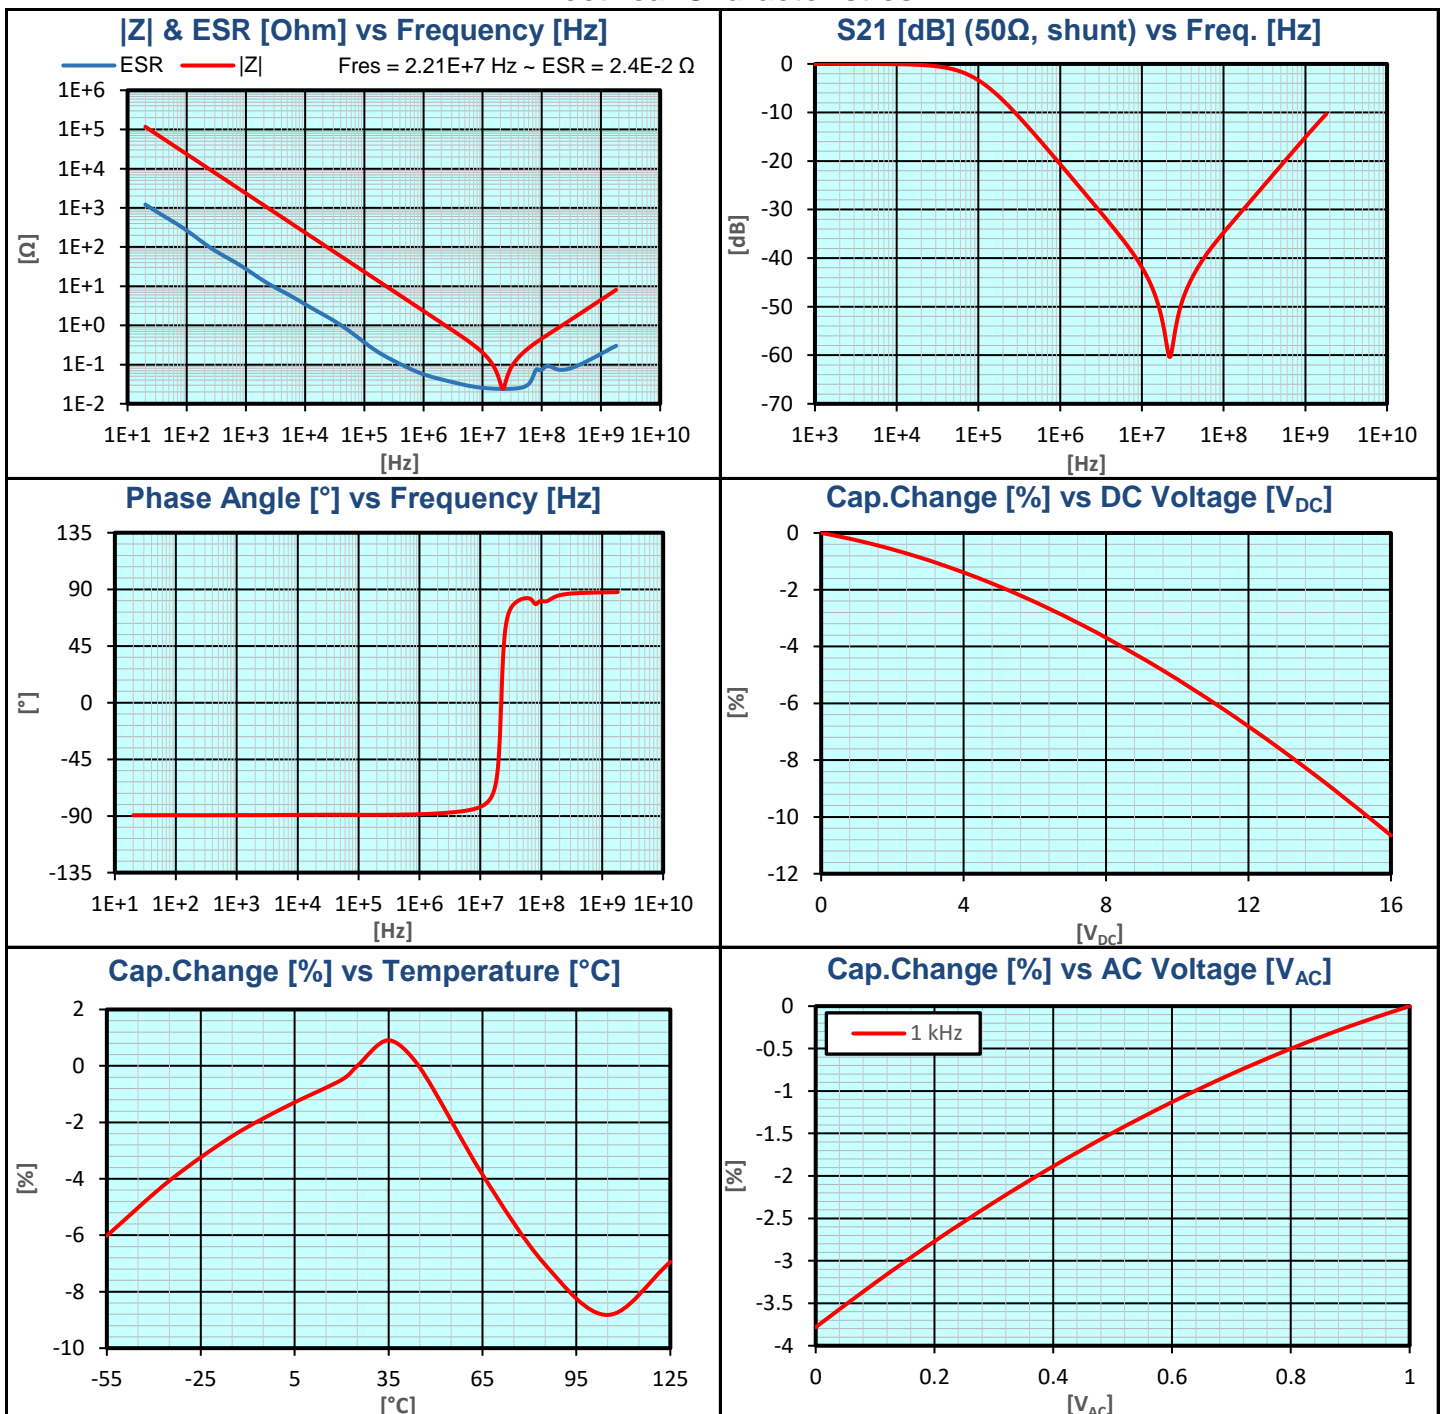 |Z| & ESR [Ohm] vs Frequency [Hz]
ESR |Z| Fres = 2.21E+7 Hz ~ ESR = 2.4E-2 Ω
1E+6
1E+5
1E+4
1E+3
1E+2
1E+1
1E+0
1E-1
1E-2
[Ω]
1E+1 1E+2 1E+3 1E+4 1E+5 1E+6 1E+7 1E+8 1E+9 1E+10
[Hz]
S21 [dB] (50Ω, shunt) vs Freq. [Hz]
0
-10
-20
-30
-40
-50
-60
-70
[dB]
1E+3 1E+4 1E+5 1E+6 1E+7 1E+8 1E+9 1E+10
[Hz]
Phase Angle [°] vs Frequency [Hz]
135
90
45
0
-45
-90
-135
[°]
1E+1 1E+2 1E+3 1E+4 1E+5 1E+6 1E+7 1E+8 1E+9 1E+10
[Hz]
Cap.Change [%] vs DC Voltage [VDC]
0
-2
-4
-6
-8
-10
-12
[%]
0 4 8 12 16
[VDC]
Cap.Change [%] vs Temperature [°C]
2
0
-2
-4
-6
-8
-10
[%]
-55 -25 5 35 65 95 125
[°C]
Cap.Change [%] vs AC Voltage [VAC]
1 kHz
0
-0.5
-1
-1.5
-2
-2.5
-3
-3.5
-4
[%]
0 0.2 0.4 0.6 0.8 1
[VAC]